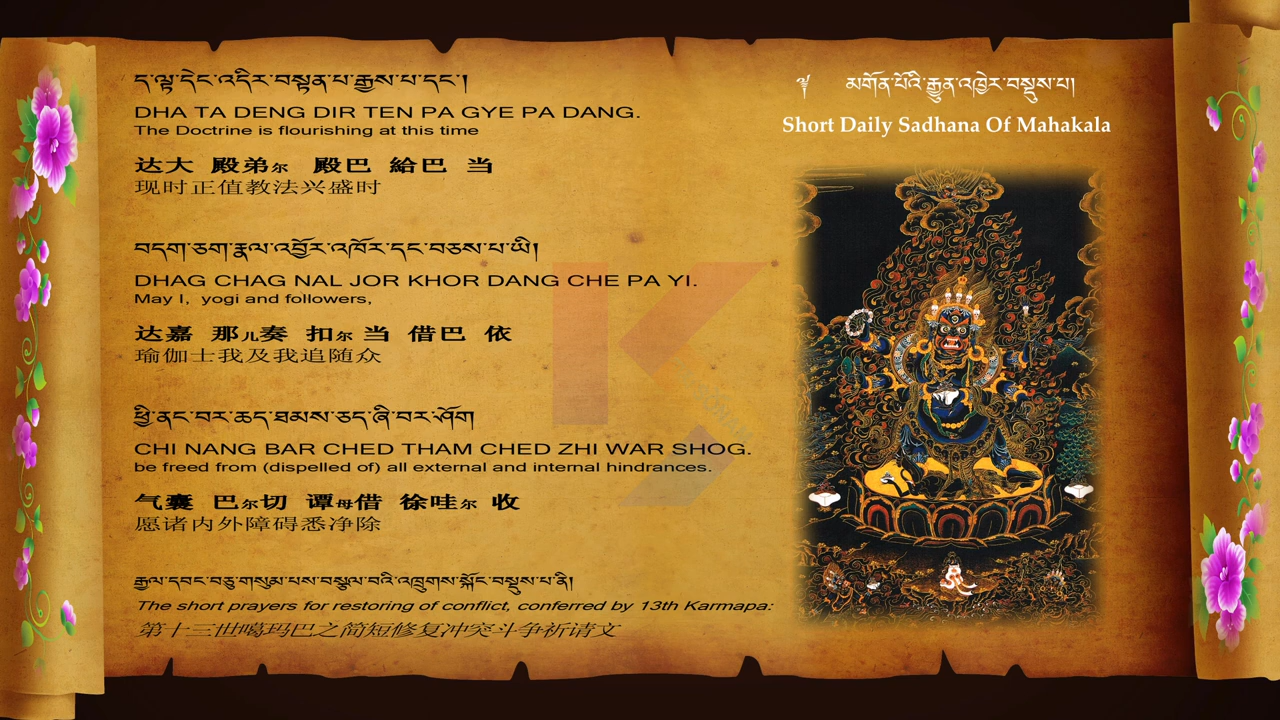 ད་ལྟ་དེང་འདིར་བསྟན་པ་རྒྱས་པ་དང་།
DHA TA DENG DIR TEN PA GYE PA DANG.
The Doctrine is flourishing at this time
达大 殿弟尔 殿巴 給巴 当
现时正值教法兴盛时
བདག་ཅག་རྣལ་འབྱོར་འཁོར་དང་བཅས་པ་ཡི།
DHAG CHAG NAL JOR KHOR DANG CHE PA YI.
May I, yogi and followers,
达嘉 那儿奏 扣尔 当 借巴 依
瑜伽士我及我追随众
ཕྱི་ནང་བར་ཆད་ཐམས་ཅད་ཞི་བར་ཤོག
CHI NANG BAR CHED THAM CHED ZHI WAR SHOG.
be freed from (dispelled of) all external and internal hindrances.
气囊 巴尔切 谭母借 徐哇尔 收
愿诸内外障碍悉净除
རྒྱལ་དབང་བཅུ་གསུམ་པས་བསྩལ་བའི་འཁྲུགས་སྐོང་བསྡུས་པ་ནི།
The short prayers for restoring of conflict, conferred by 13th Karmapa:
第十三世噶玛巴之简短修复冲突斗争祈请文
༄ མགོན་པོའི་རྒྱུན་འཁྱེར་བསྡུས་པ།
Short Daily Sadhana Of Mahakala